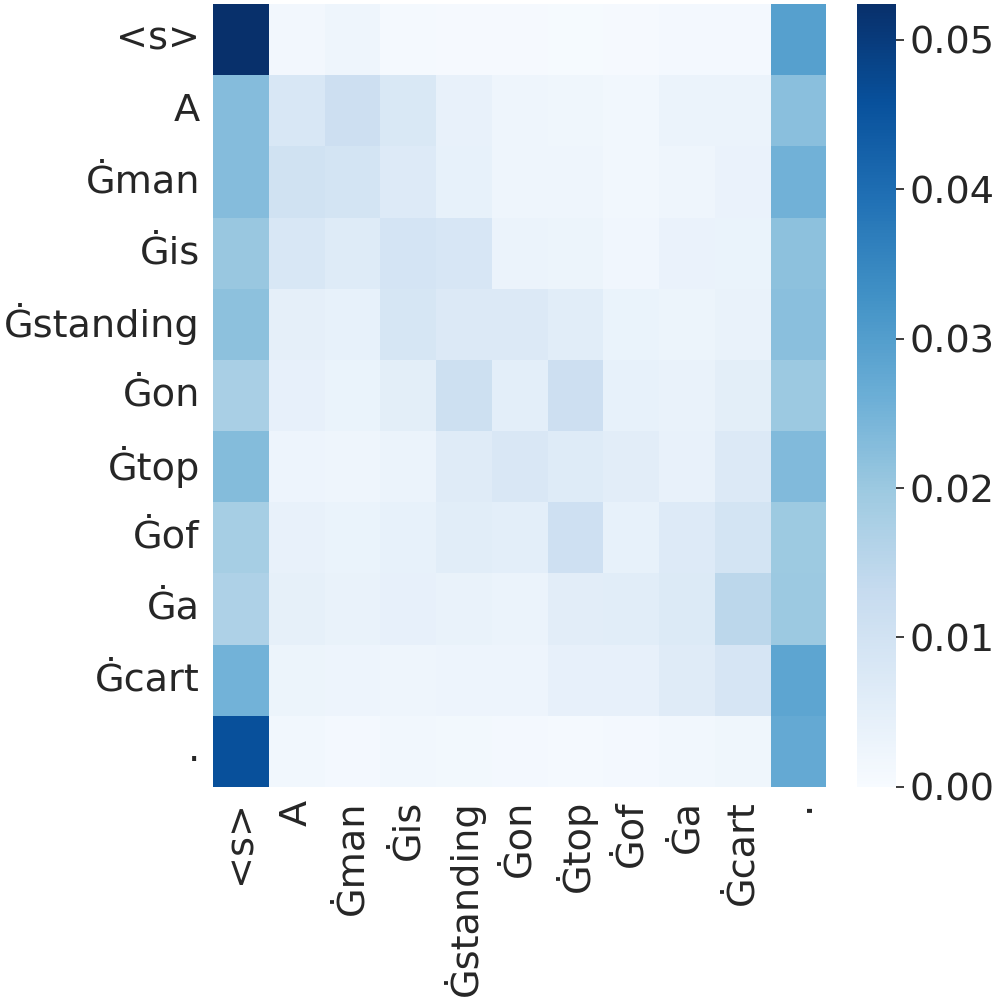 <s>
A
Ġman
Ġis
Ġstanding
Ġon
Ġtop
Ġof
Ġa
Ġcart
.
<s>
A
Ġman
Ġis
Ġstanding
Ġon
Ġtop
Ġof
Ġa
Ġcart
.
0.05
0.04
0.03
0.02
0.01
0.00